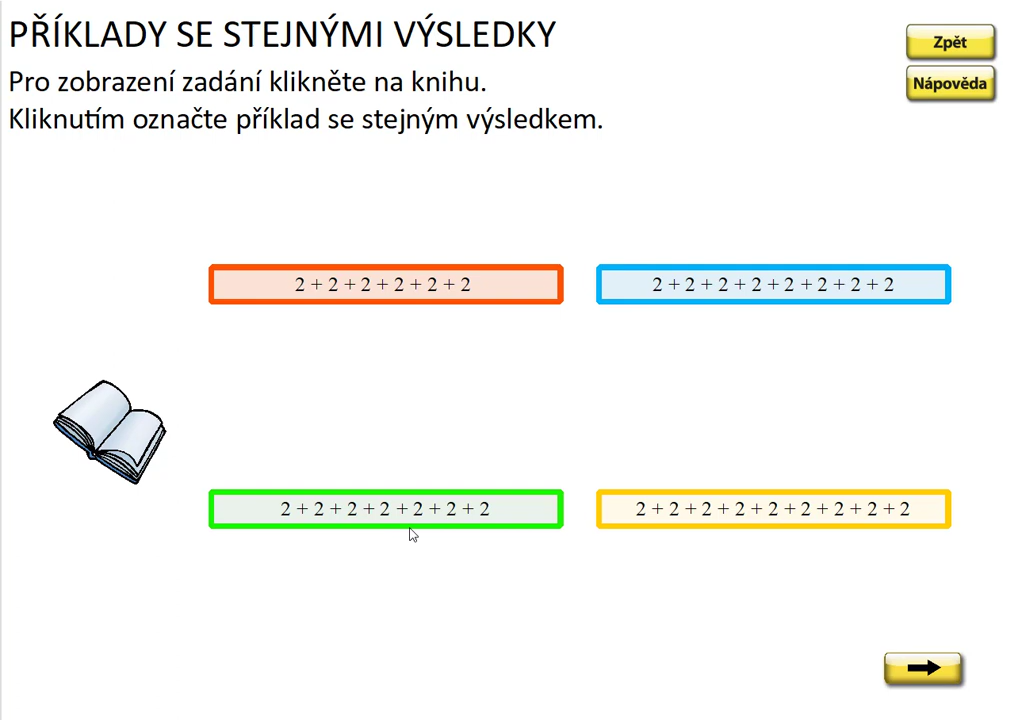 PŘÍKLADY SE STEJNÝMI VÝSLEDKY
Zpět
Pro zobrazení zadání klikněte na knihu.
Nápověda
Kliknutím označte příklad se stejným výsledkem.
2 + 2 + 2 + 2 + 2 + 2
2 + 2 + 2 + 2 + 2 + 2 + 2 + 2
2 + 2 + 2 + 2 + 2 + 2 + 2
2 + 2 + 2 + 2 + 2 + 2 + 2 + 2 + 2